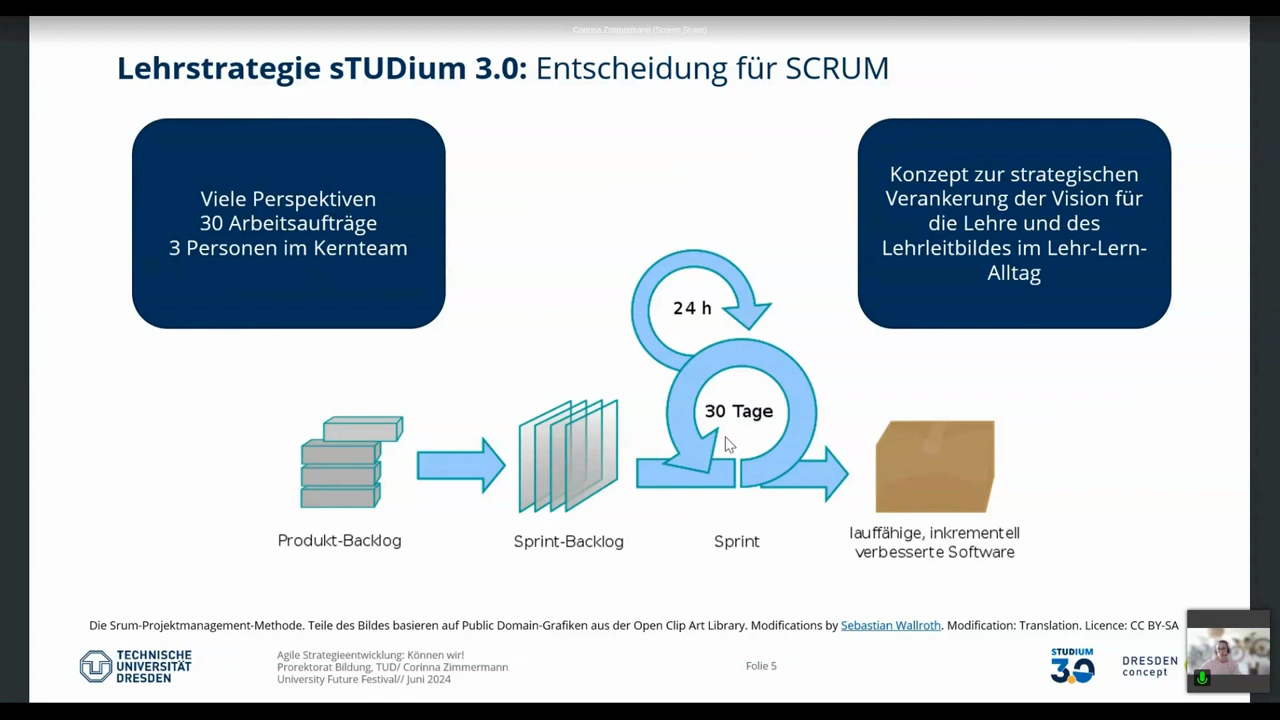 Corinna Zimmermann (Screen Share)
Lehrstrategie sTUDium 3.0: Entscheidung für SCRUM
Viele Perspektiven
30 Arbeitsaufträge
3 Personen im Kernteam
Konzept zur strategischen
Verankerung der Vision für
die Lehre und des
Lehrleitbildes im Lehr-Lern-
Alltag
24 h
30 Tage
Produkt-Backlog
Sprint-Backlog
Sprint
lauffähige, inkrementell
verbesserte Software
Die Srum-Projektmanagement-Methode. Teile des Bildes basieren auf Public Domain-Grafiken aus der Open Clip Art Library. Modifications by Sebastian Wallroth. Modification: Translation. Licence: CC BY-SA
TECHNISCHE
UNIVERSITÄT
DRESDEN
Agile Strategieentwicklung: Können wir!
Prorektorat Bildung, TUD/ Corinna Zimmermann
University Future Festival// Juni 2024
Folie 5
STUDIUM
3.0
DRESDEN
concept